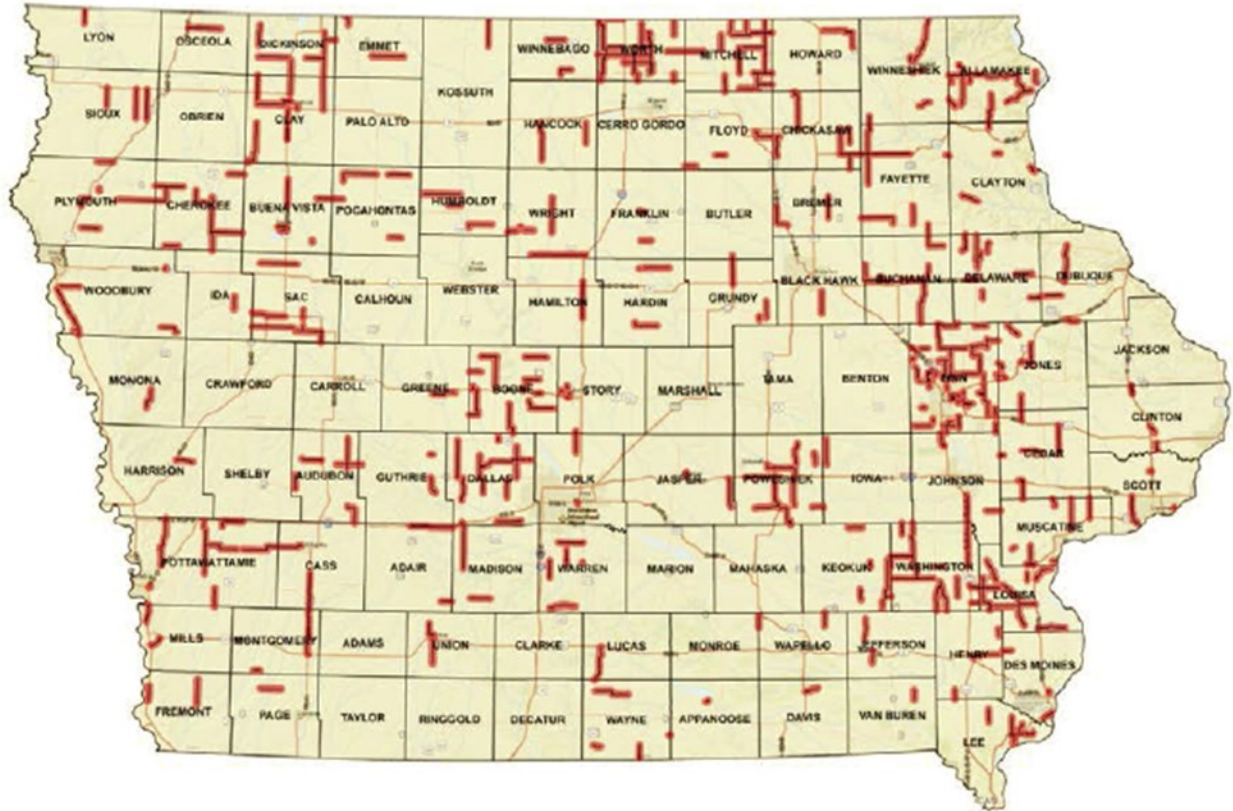 LYON
OSCEOLA
DICKINSON
EMMET
WINNEBAGO
WORTH
MITCHELL
HOWARD
WINNESHIEK
ALLAMAKEE
SIOUX
OBRIEN
CLAY
PALO ALTO
KOSSUTH
HANCOCK
CERRO GORDO
FLOYD
CHICKASAW
PLYMOUTH
CHEROKEE
BUENA VISTA
POCAHONTAS
HUMBOLDT
WRIGHT
FRANKLIN
BUTLER
BREMER
FAYETTE
CLAYTON
WOODBURY
IDA
SAC
CALHOUN
WEBSTER
HAMILTON
HARDIN
GRUNDY
BLACK HAWK
BUCHANAN
DELAWARE
DUBUQUE
MONONA
CRAWFORD
CARROLL
GREENE
BOONE
STORY
MARSHALL
TAMA
BENTON
LINN
JONES
JACKSON
CLINTON
HARRISON
SHELBY
AUDUBON
GUTHRIE
DALLAS
POLK
JASPER
POWESHIEK
IOWA
JOHNSON
CEDAR
SCOTT
MUSCATINE
POTTAWATTAMIE
CASS
ADAIR
MADISON
WARREN
MARION
MAHASKA
KEOKUK
WASHINGTON
LOUISA
MILLS
MONTGOMERY
ADAMS
UNION
CLARKE
LUCAS
MONROE
WAPELLO
JEFFERSON
HENRY
DES MOINES
FREMONT
PAGE
TAYLOR
RINGGOLD
DECATUR
WAYNE
APPANOOSE
DAVIS
VAN BUREN
LEE